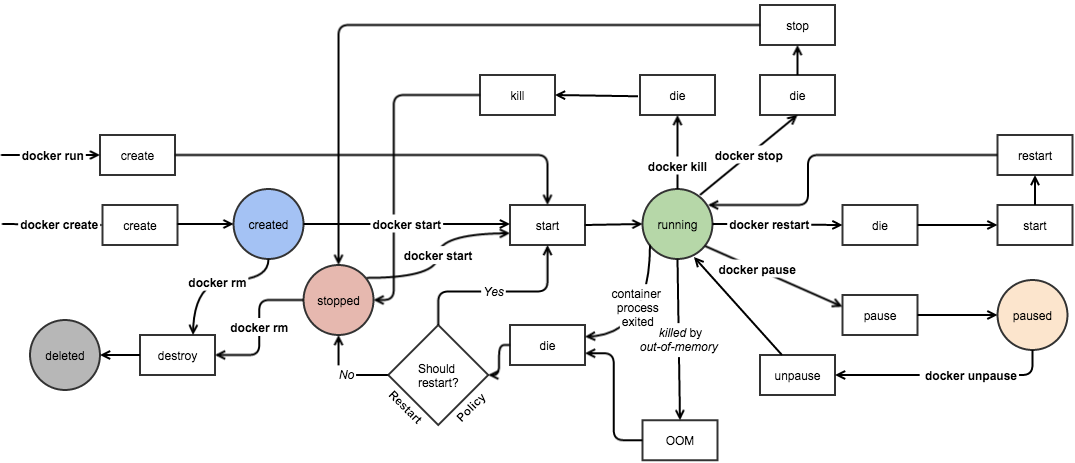 stop
kill
die
die
docker run
create
docker kill
docker stop
restart
docker create
create
created
docker start
start
running
docker restart
die
start
docker start
docker rm
docker pause
stopped
container
process
exited
pause
paused
Yes
docker rm
killed by
out-of-memory
deleted
destroy
die
Should
restart?
No
unpause
docker unpause
Restart
Policy
OOM